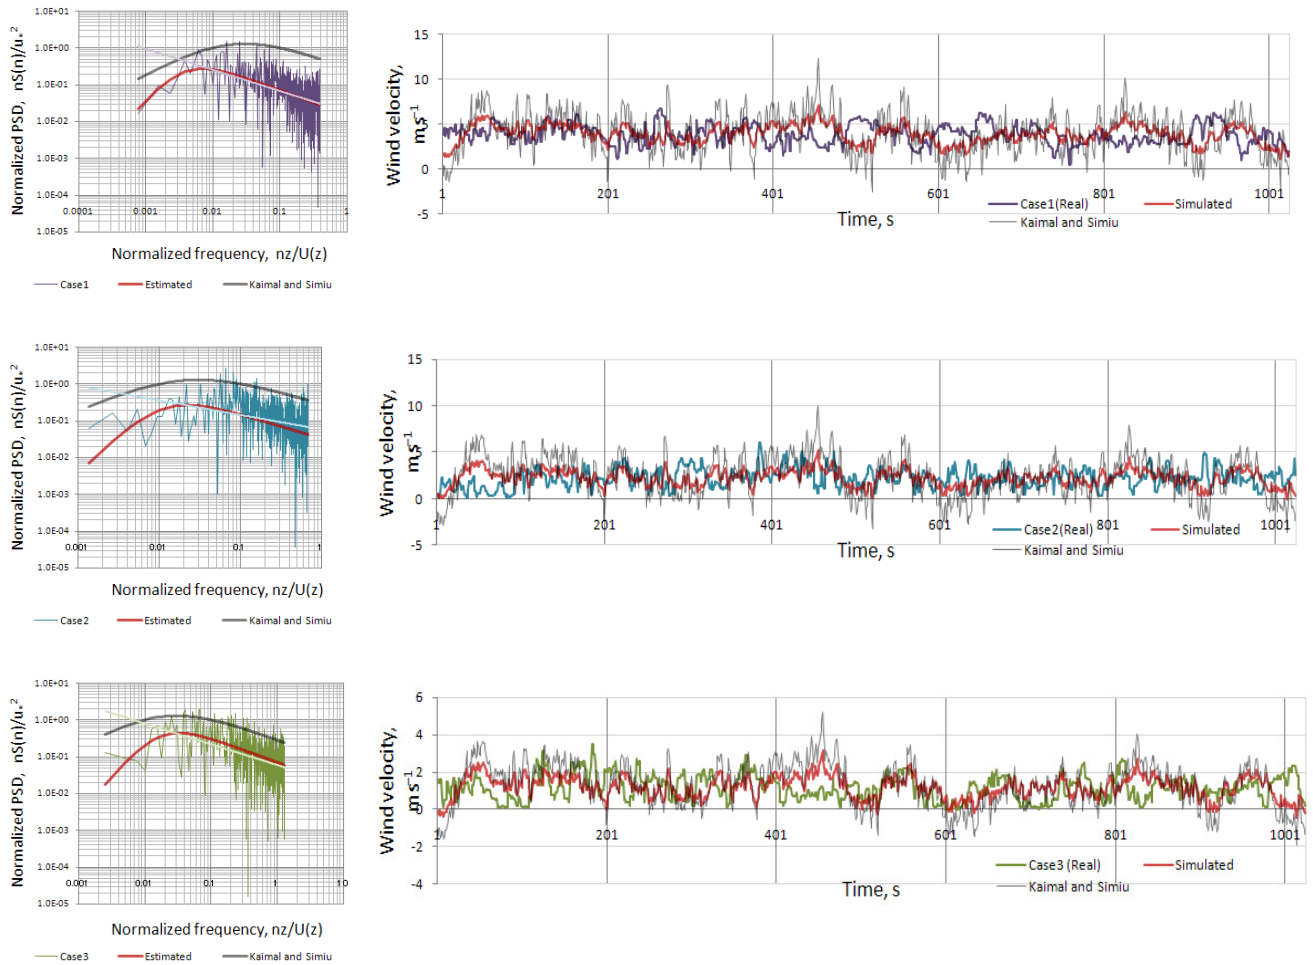 1.0E+01
1.0E+00
1.0E-01
1.0E-02
1.0E-03
1.0E-04
1.0E-05
0.0001 0.001 0.01 0.1 1
Normalized PSD, nS(n)/u*²
Normalized frequency, nz/U(z)
Case1 Estimated Kaimal and Simiu
15
10
5
0
-5
1 201 401 601 801 1001
Wind velocity,
ms⁻¹
Time, s
Case1(Real) Simulated
Kaimal and Simiu
1.0E+01
1.0E+00
1.0E-01
1.0E-02
1.0E-03
1.0E-04
1.0E-05
0.001 0.01 0.1 1
Normalized PSD, nS(n)/u*²
Normalized frequency, nz/U(z)
Case2 Estimated Kaimal and Simiu
15
10
5
0
-5
1 201 401 601 801 1001
Wind velocity,
ms⁻¹
Time, s
Case2(Real) Simulated
Kaimal and Simiu
1.0E+01
1.0E+00
1.0E-01
1.0E-02
1.0E-03
1.0E-04
1.0E-05
0.001 0.01 0.1 1 10
Normalized PSD, nS(n)/u*²
Normalized frequency, nz/U(z)
Case3 Estimated Kaimal and Simiu
6
4
2
0
-2
-4
1 201 401 601 801 1001
Wind velocity,
ms⁻¹
Time, s
Case3 (Real) Simulated
Kaimal and Simiu